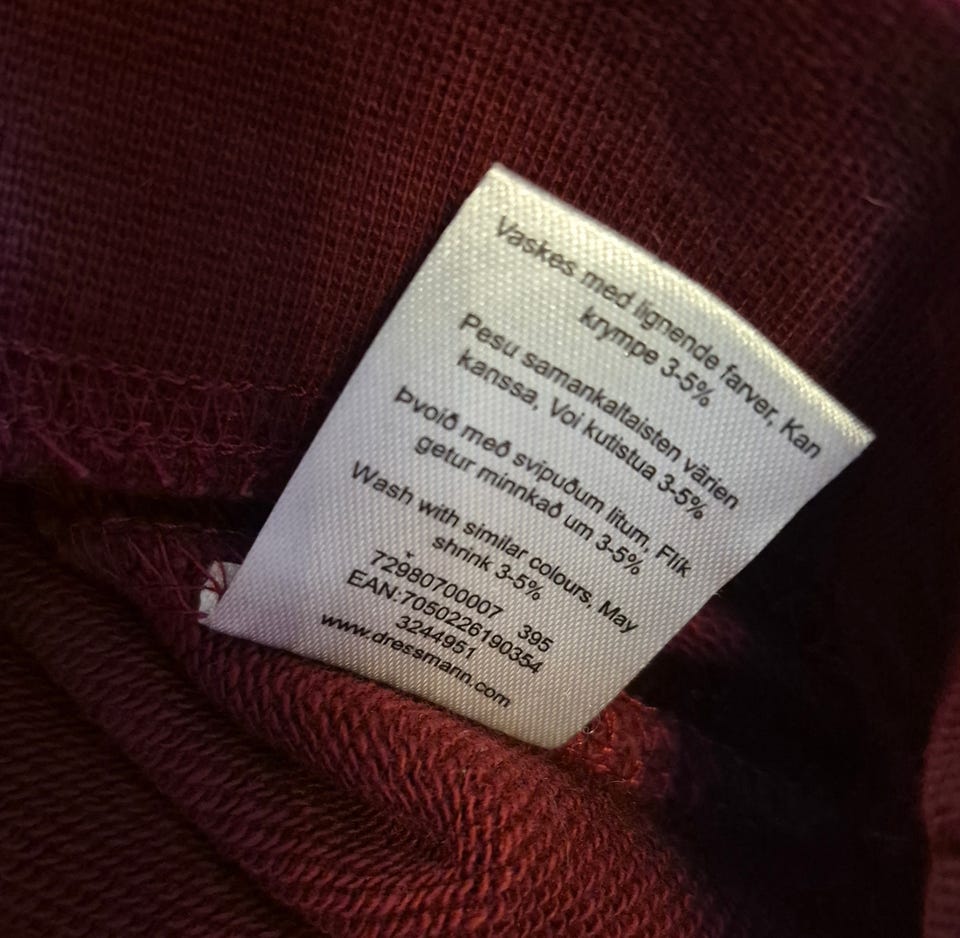 Vaskes med lignende farver, Kan
krympe 3-5%
Pesu samankaltaisten värien
kanssa, Voi kutistua 3-5%
Þvoið með svipuðum litum, Flik
getur minnkað um 3-5%
Wash with similar colours, May
shrink 3-5%
72980700007 395
EAN:7050226190354
3244951
www.dressmann.com